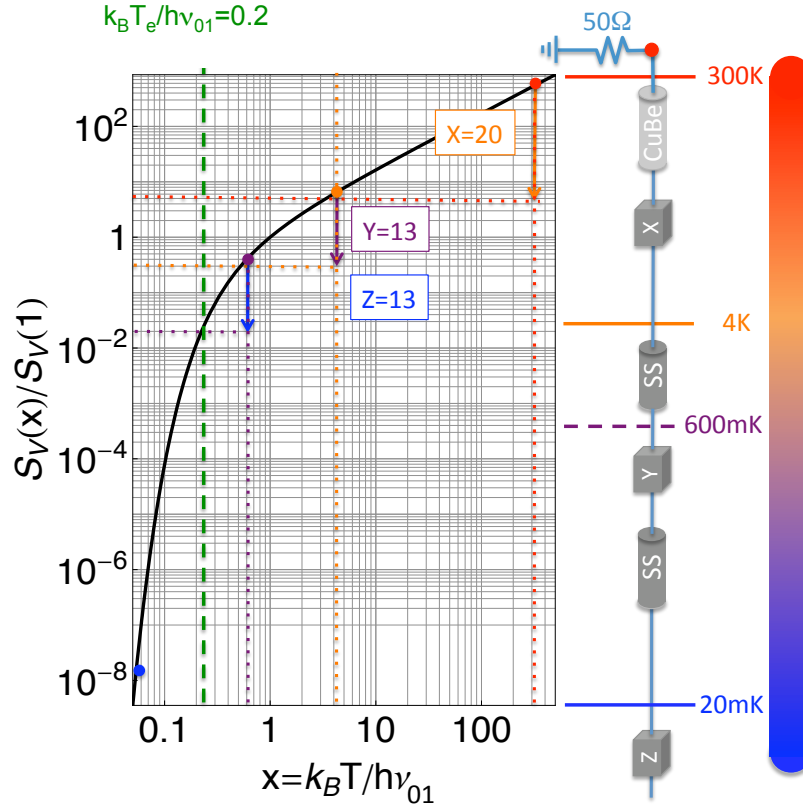 k_BT_e/hν_01=0.2
50Ω
300K
10^2
X=20
CuBe
X
1
Y=13
Z=13
4K
10^-2
SS
600mK
S_V(x)/S_V(1)
10^-4
Y
10^-6
SS
10^-8
20mK
0.1 1 10 100
Z
x=k_BT/hν_01